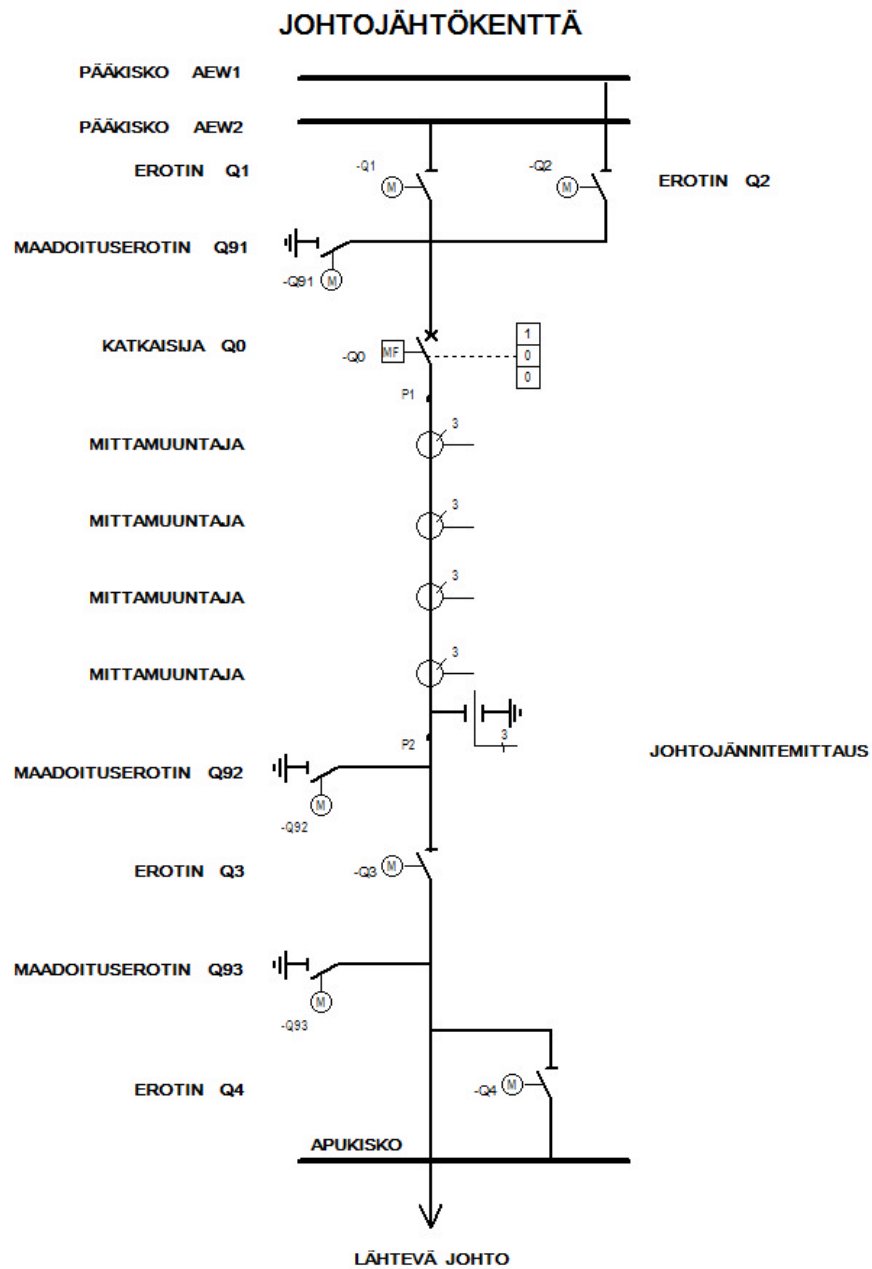 JOHTOJÄHTÖKENTTÄ
PÄÄKISKO AEW1
PÄÄKISKO AEW2
EROTIN Q1
-Q1
M
-Q2
M
EROTIN Q2
MAADOITUSEROTIN Q91
-Q91
M
KATKAISIJA Q0
-Q0
MF
1
0
0
P1
MITTAMUUNTAJA
3
MITTAMUUNTAJA
3
MITTAMUUNTAJA
3
MITTAMUUNTAJA
3
3
P2
JOHTOJÄNNITEMITTAUS
MAADOITUSEROTIN Q92
M
-Q92
EROTIN Q3
-Q3
M
MAADOITUSEROTIN Q93
M
-Q93
EROTIN Q4
-Q4
M
APUKISKO
LÄHTEVÄ JOHTO